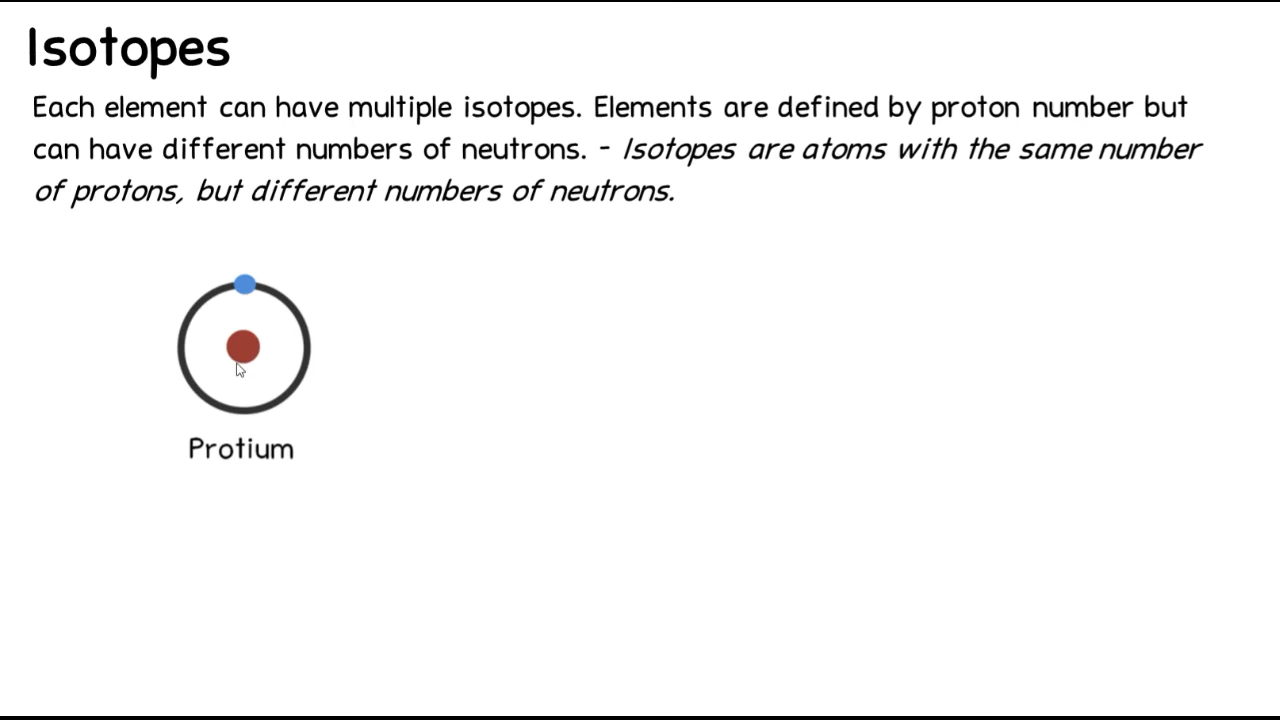 Isotopes
Each element can have multiple isotopes. Elements are defined by proton number but
can have different numbers of neutrons. - Isotopes are atoms with the same number
of protons, but different numbers of neutrons.
Protium